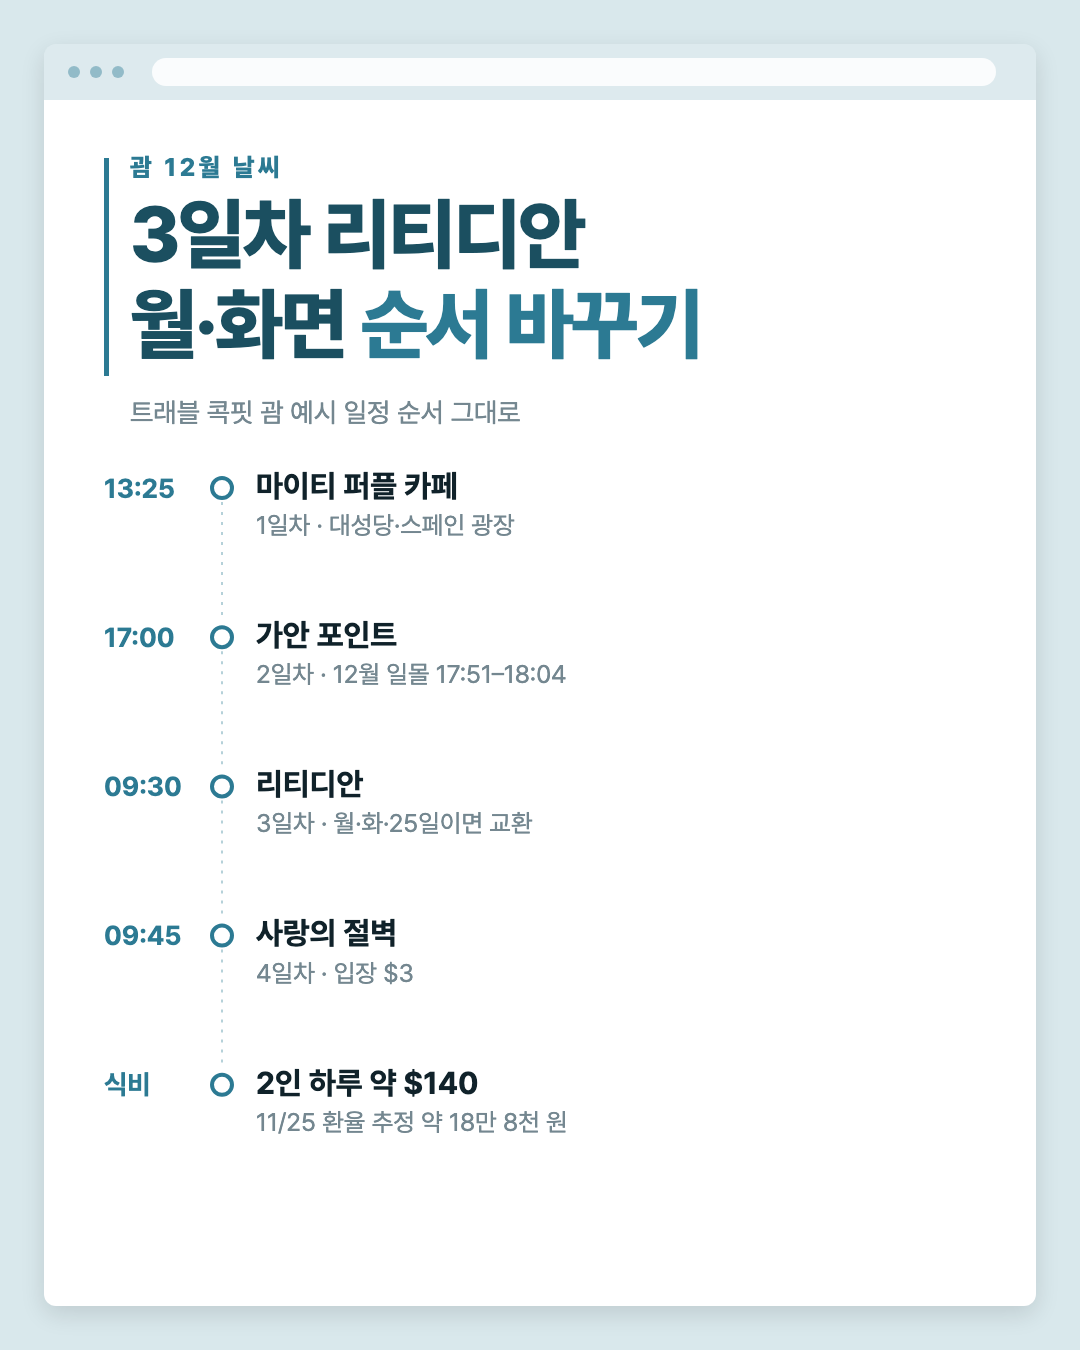 괌 12월 날씨
3일차 리티디안
월·화면 순서 바꾸기
트래블 콕핏 괌 예시 일정 순서 그대로
13:25 마이티 퍼플 카페
1일차 · 대성당·스페인 광장
17:00 가안 포인트
2일차 · 12월 일몰 17:51–18:04
09:30 리티디안
3일차 · 월·화·25일이면 교환
09:45 사랑의 절벽
4일차 · 입장 $3
식비 2인 하루 약 $140
11/25 환율 추정 약 18만 8천 원